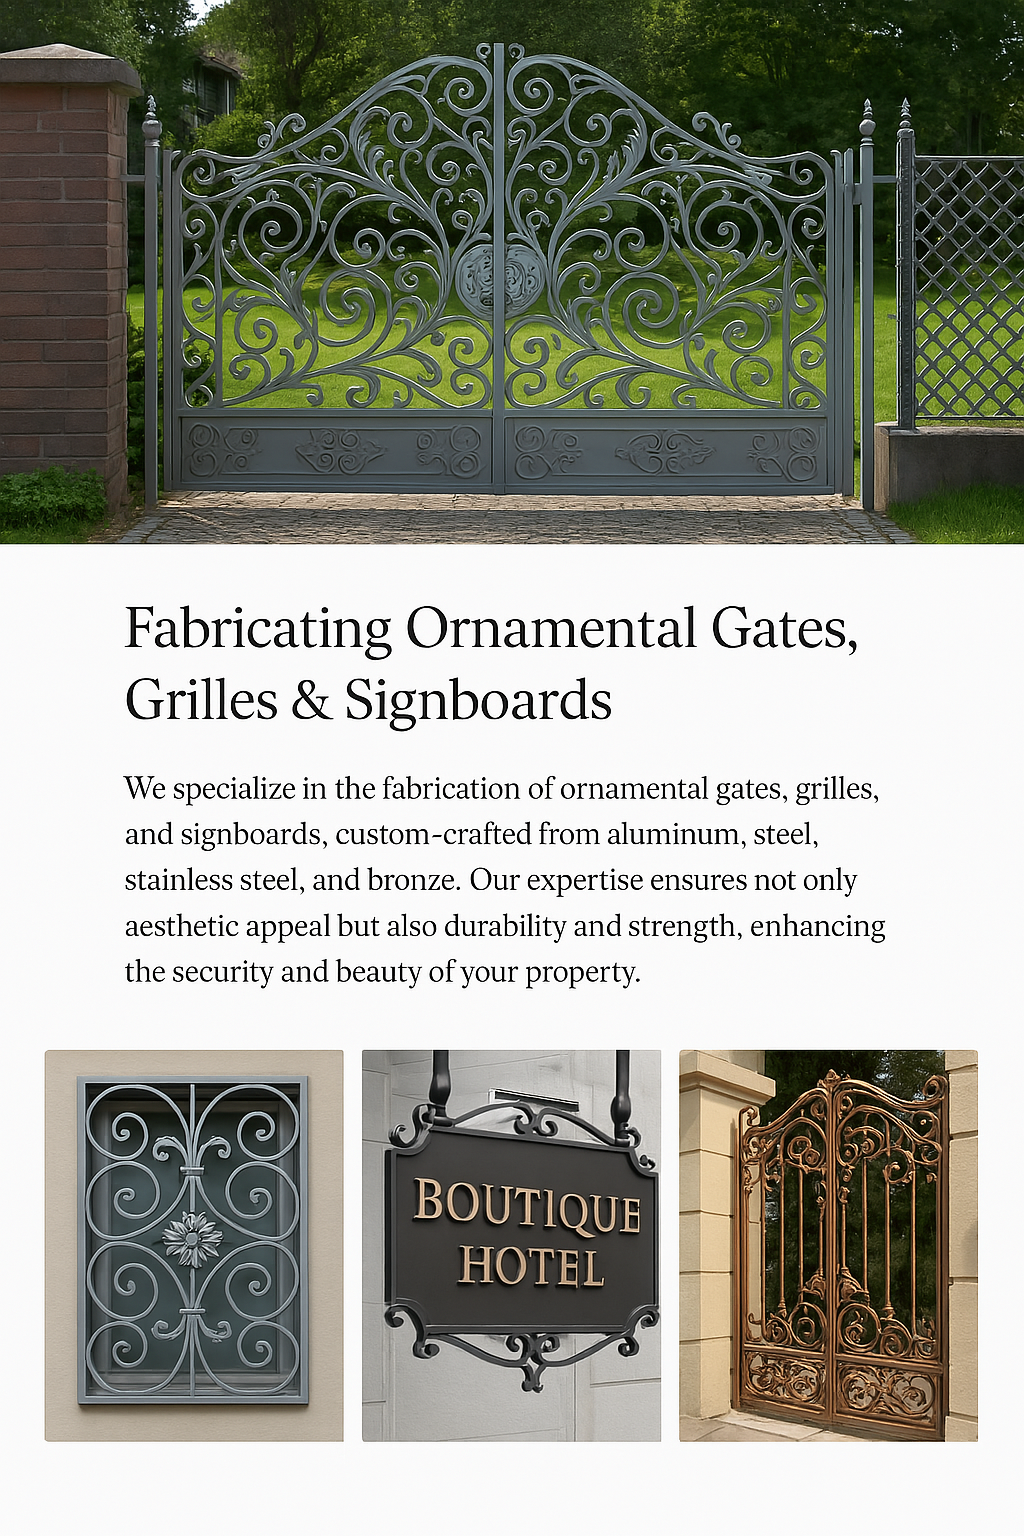 Fabricating Ornamental Gates,
Grilles & Signboards
We specialize in the fabrication of ornamental gates, grilles,
and signboards, custom-crafted from aluminum, steel,
stainless steel, and bronze. Our expertise ensures not only
aesthetic appeal but also durability and strength, enhancing
the security and beauty of your property.
BOUTIQUE
HOTEL